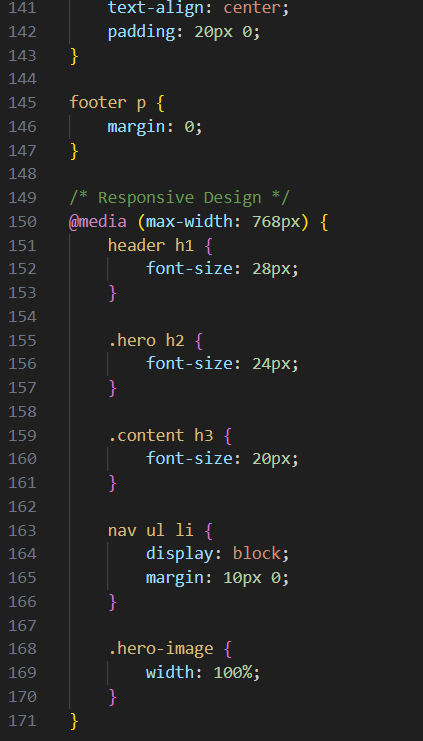 141 text-align: center;
142 padding: 20px 0;
143 }
144
145 footer p {
146 margin: 0;
147 }
148
149 /* Responsive Design */
150 @media (max-width: 768px) {
151 header h1 {
152 font-size: 28px;
153 }
154
155 .hero h2 {
156 font-size: 24px;
157 }
158
159 .content h3 {
160 font-size: 20px;
161 }
162
163 nav ul li {
164 display: block;
165 margin: 10px 0;
166 }
167
168 .hero-image {
169 width: 100%;
170 }
171 }